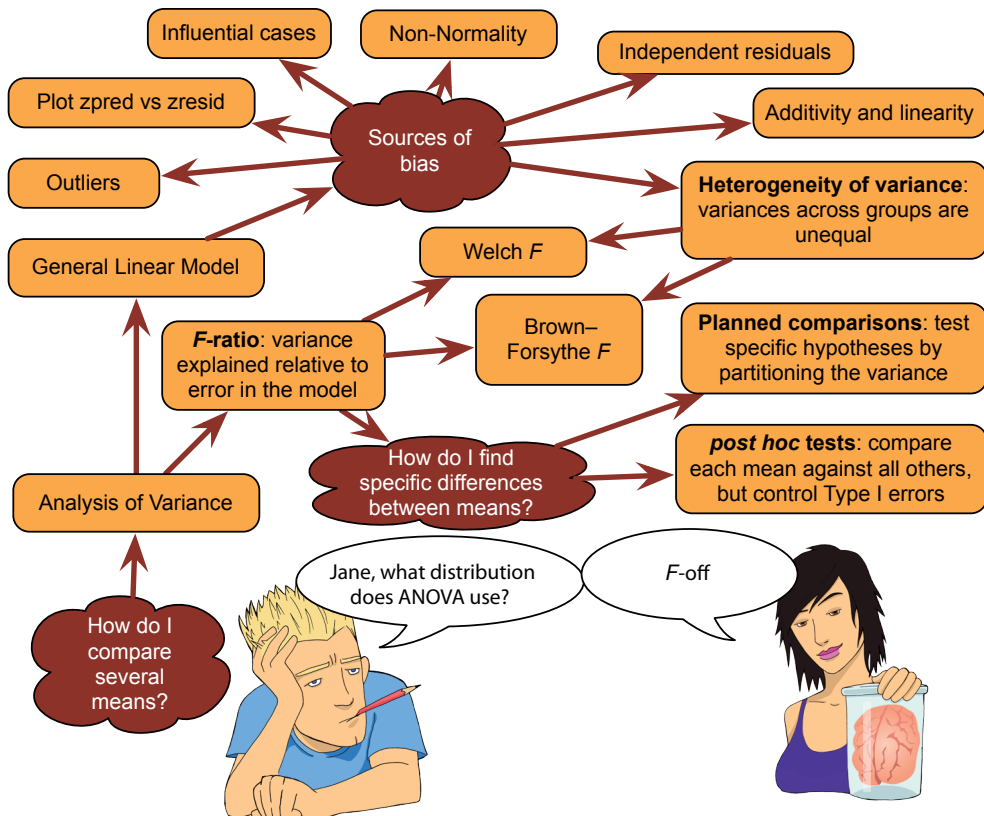 Influential cases
Non-Normality
Independent residuals
Plot zpred vs zresid
Additivity and linearity
Sources of
bias
Outliers
Heterogeneity of variance:
variances across groups are
unequal
General Linear Model
Welch F
F-ratio: variance
explained relative to
error in the model
Brown–
Forsythe F
Planned comparisons: test
specific hypotheses by
partitioning the variance
How do I find
specific differences
between means?
post hoc tests: compare
each mean against all others,
but control Type I errors
Analysis of Variance
Jane, what distribution
does ANOVA use?
F-off
How do I
compare
several
means?